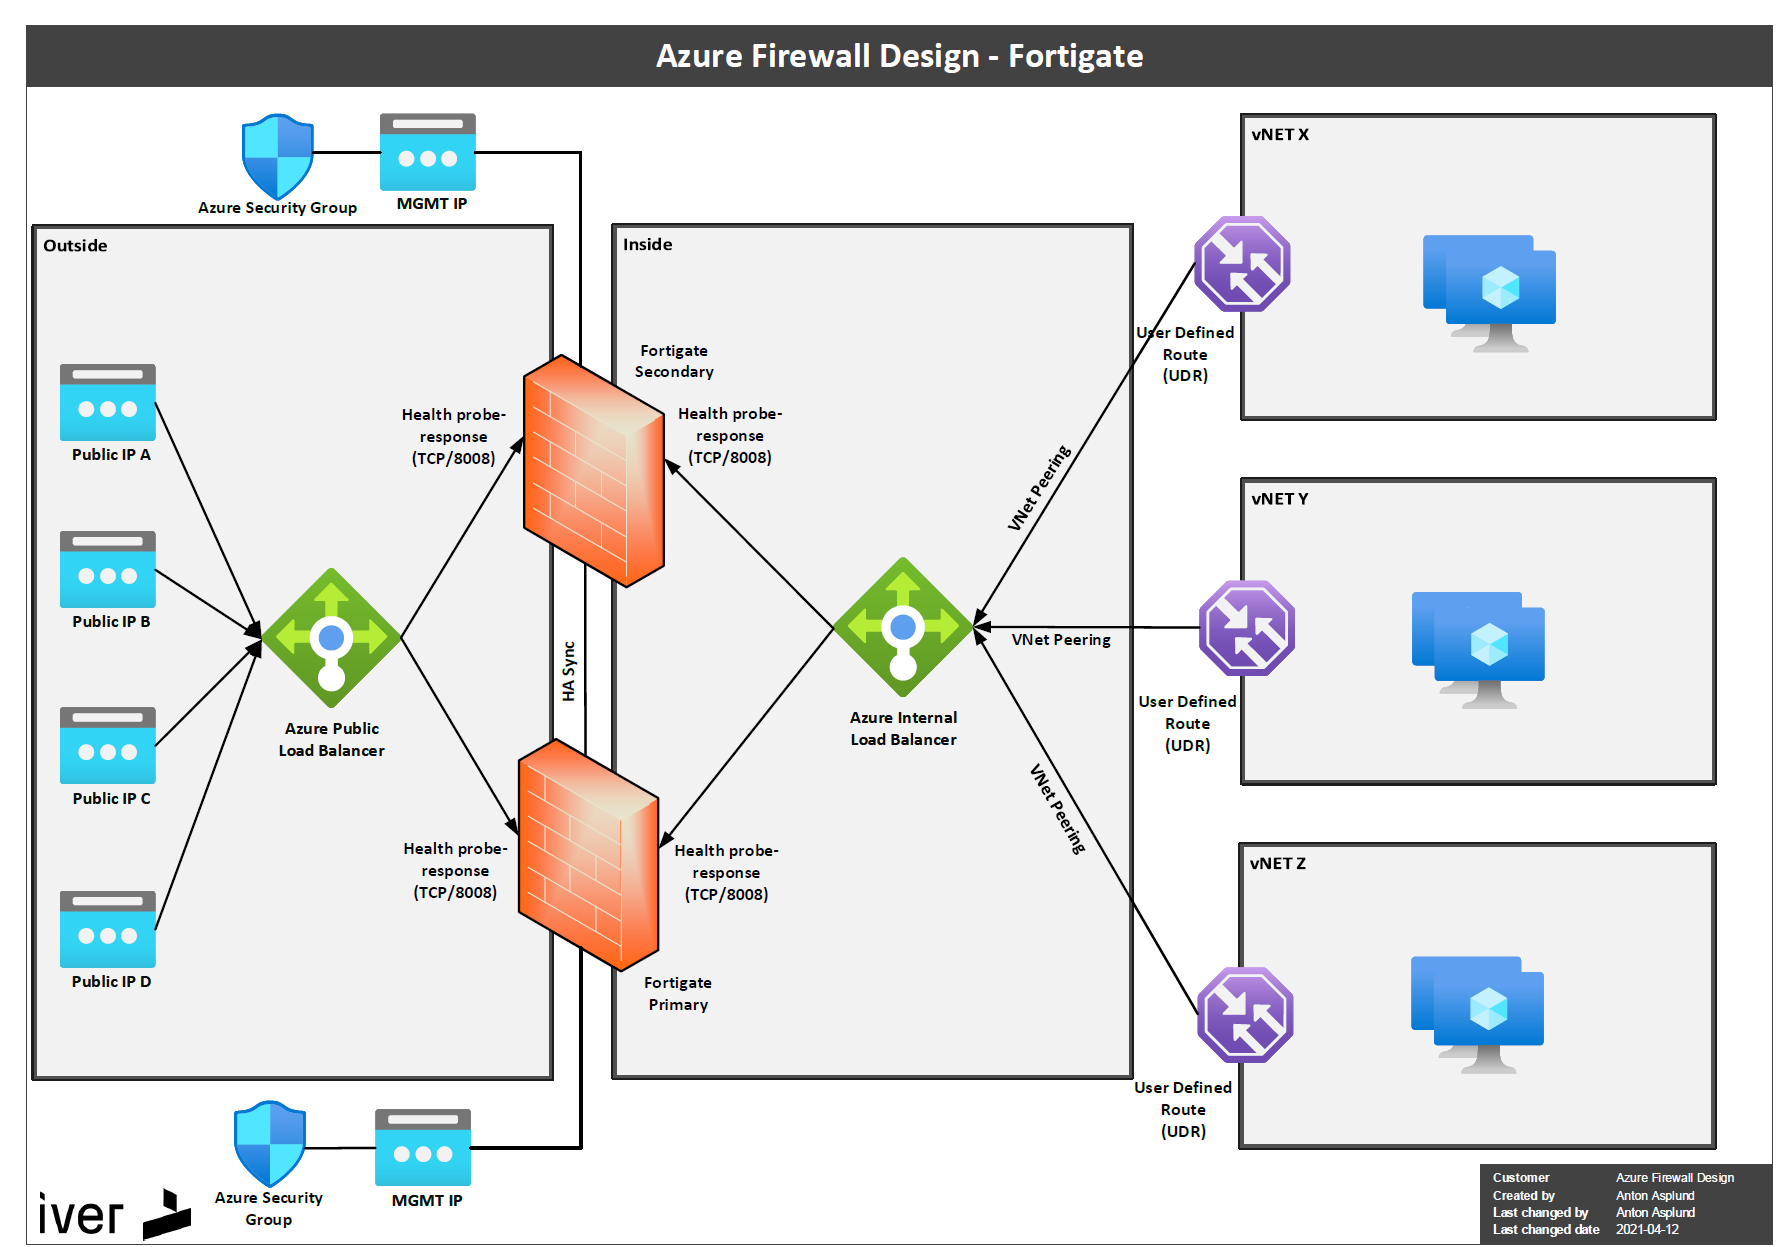 Azure Firewall Design - Fortigate
Azure Security Group
MGMT IP
Outside
Public IP A
Public IP B
Public IP C
Public IP D
Azure Public
Load Balancer
Health probe-
response
(TCP/8008)
Health probe-
response
(TCP/8008)
HA Sync
Inside
Fortigate
Secondary
Health probe-
response
(TCP/8008)
Azure Internal
Load Balancer
Health probe-
response
(TCP/8008)
Fortigate
Primary
VNet Peering
VNet Peering
VNet Peering
vNET X
User Defined
Route
(UDR)
vNET Y
User Defined
Route
(UDR)
vNET Z
User Defined
Route
(UDR)
Azure Security
Group
MGMT IP
iver
Customer Azure Firewall Design
Created by Anton Asplund
Last changed by Anton Asplund
Last changed date 2021-04-12